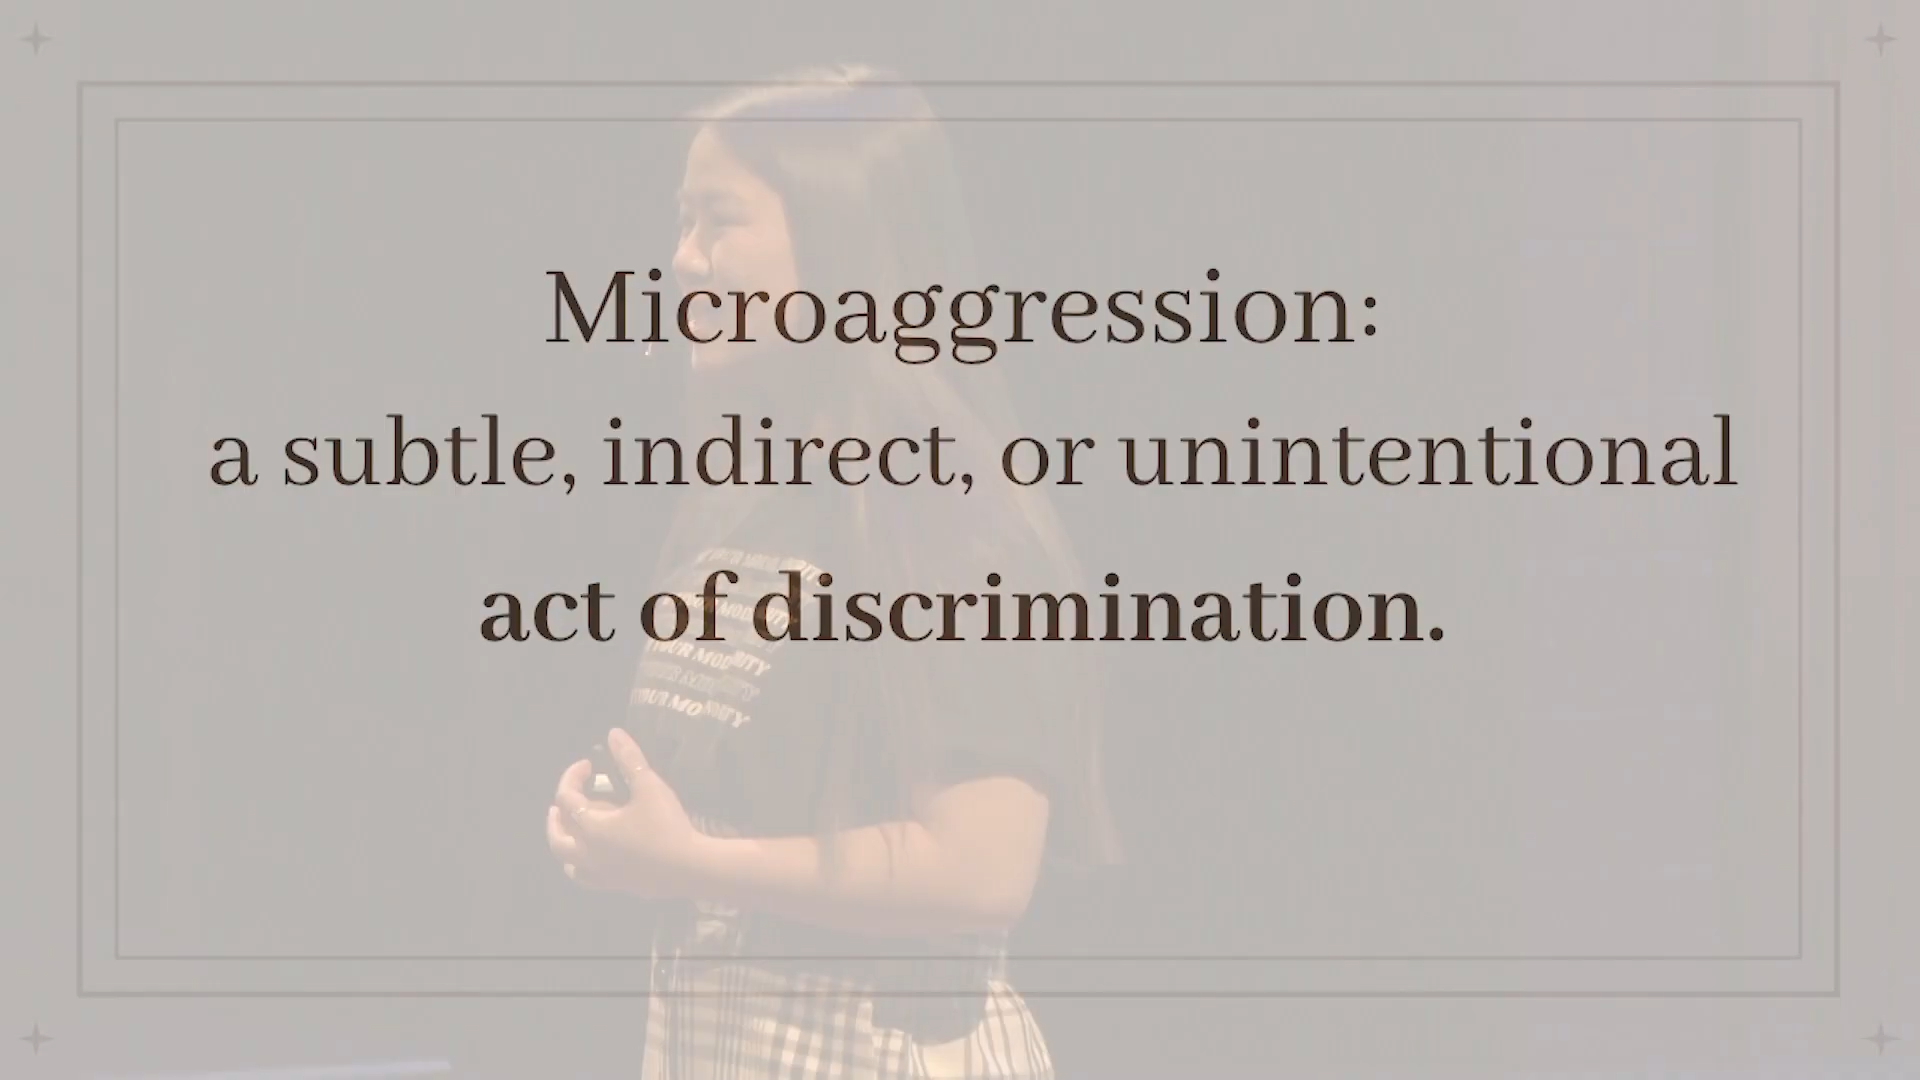 Microaggression:
a subtle, indirect, or unintentional
act of discrimination.